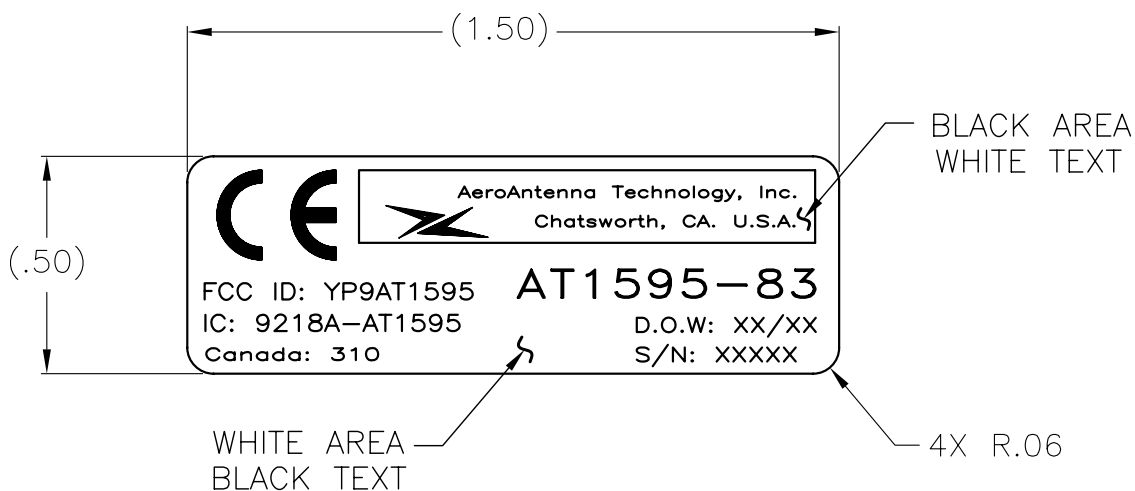 (1.50)
BLACK AREA
WHITE TEXT
CE
AeroAntenna Technology, Inc.
Chatsworth, CA. U.S.A.
(.50)
FCC ID: YP9AT1595
AT1595-83
IC: 9218A-AT1595
D.O.W: XX/XX
Canada: 310
S/N: XXXXX
WHITE AREA
BLACK TEXT
4X R.06